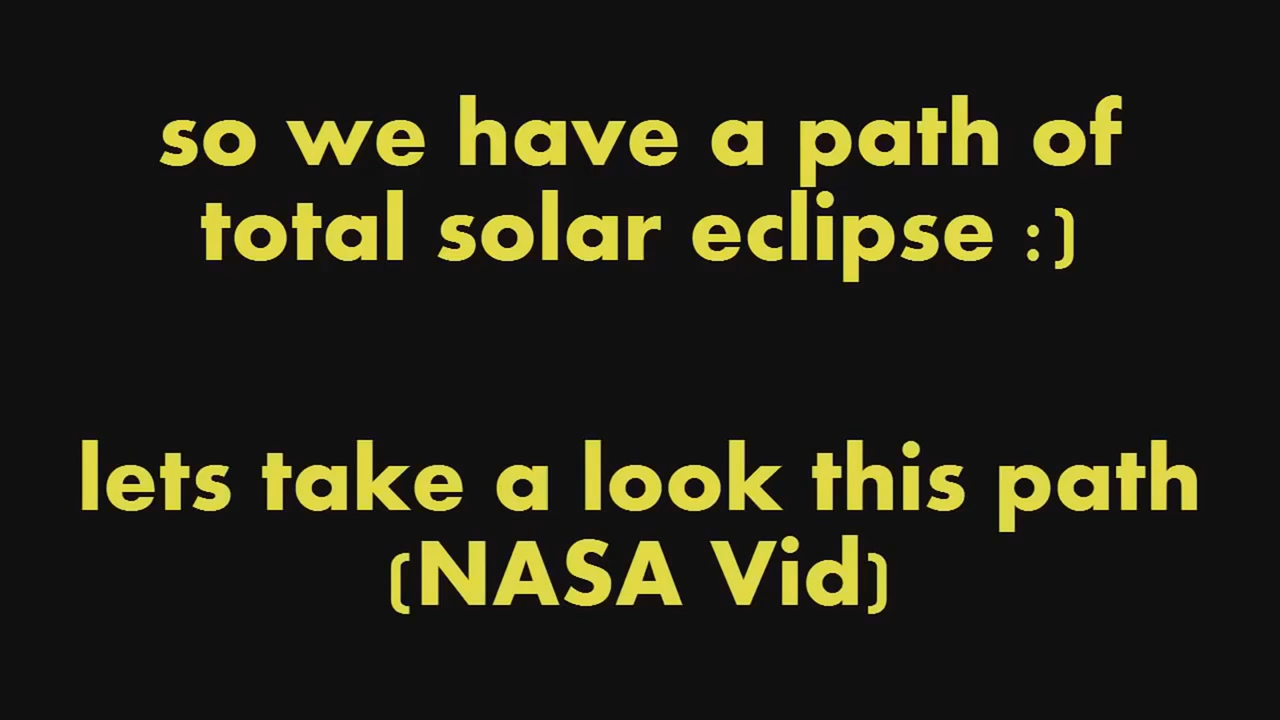 so we have a path of
total solar eclipse :)
lets take a look this path
(NASA Vid)